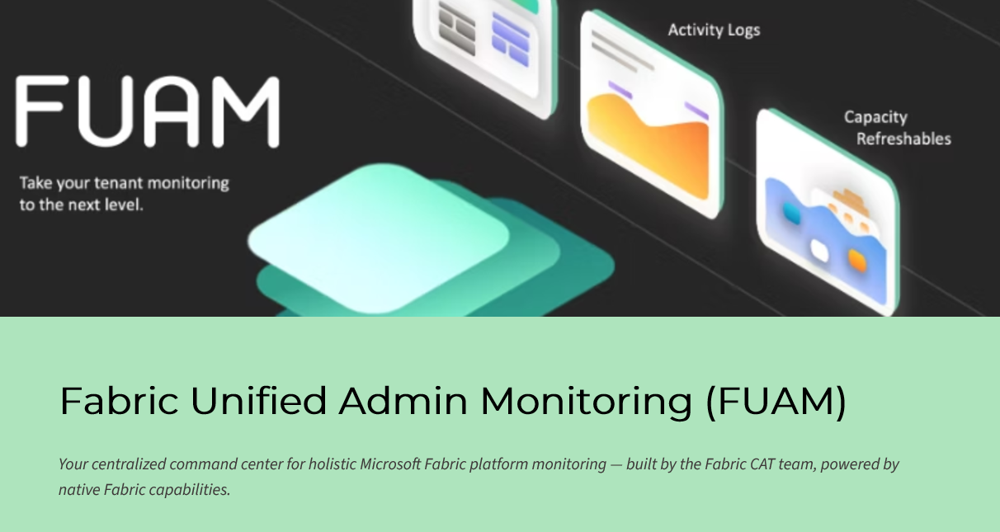 Activity Logs
FUAM
Capacity
Refreshables
Take your tenant monitoring
to the next level.
Fabric Unified Admin Monitoring (FUAM)
Your centralized command center for holistic Microsoft Fabric platform monitoring — built by the Fabric CAT team, powered by
native Fabric capabilities.